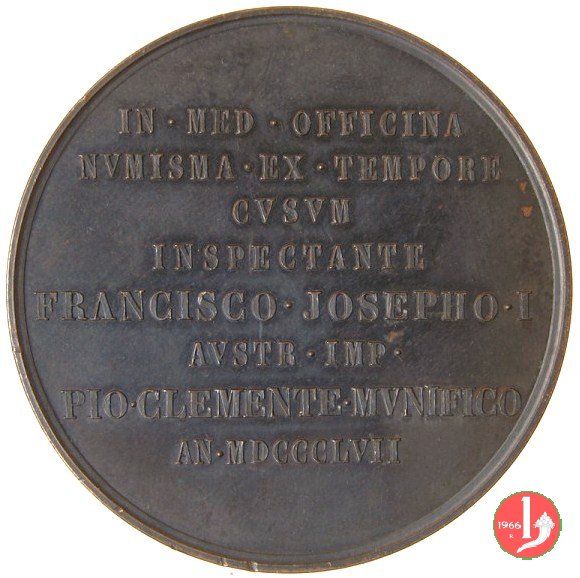 IN · MED · OFFICINA
NVMISMA · EX · TEMPORE
CVSVM
INSPECTANTE
FRANCISCO · JOSEPHO · I
AVSTR · IMP ·
PIO · CLEMENTE · MVNIFICO
AN · MDCCCLVII
1966
R